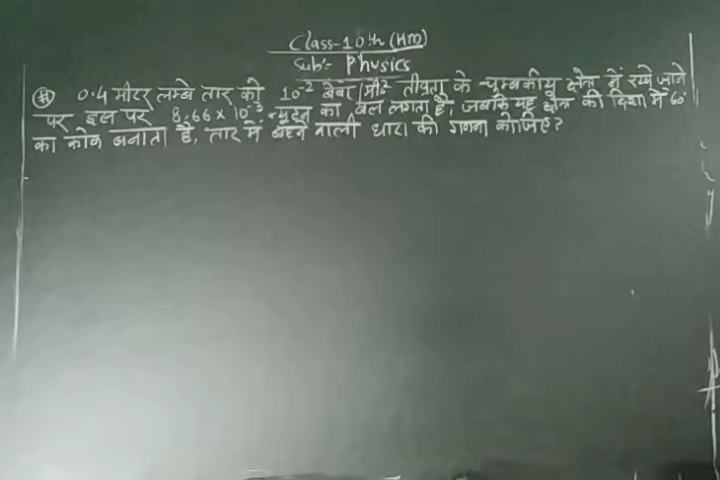 Class-10th (HM)
Sub:- Physics
0.4 मीटर लम्बे तार को 10⁻² वेबर/मी² तीव्रता के चुम्बकीय क्षेत्र में रखे जाने
पर इस पर 8.66 x 10⁻³ न्यूटन का बल लगता है, जबकि यह क्षेत्र की दिशा में 60°
का कोण बनाता है, तार में बहने वाली धारा की गणना कीजिए?